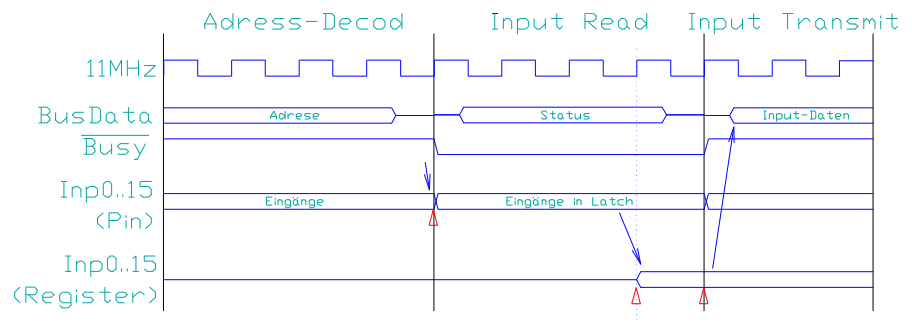 Adress-Decod Input Read Input Transmit
11MHz
BusData Adrese Status Input-Daten
Busy
Inp0..15
(Pin) Eingänge Eingänge in Latch
Inp0..15
(Register)